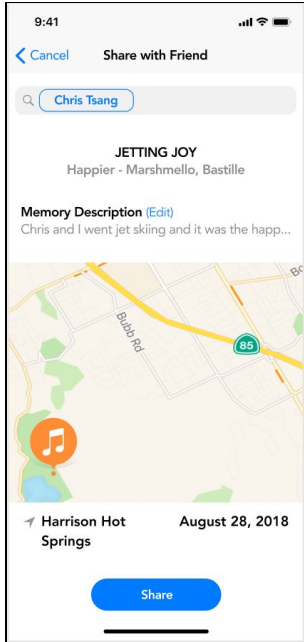 9:41
Cancel Share with Friend
Chris Tsang
JETTING JOY
Happier - Marshmello, Bastille
Memory Description (Edit)
Chris and I went jet skiing and it was the happ...
Bubb Rd
85
Harrison Hot Springs
August 28, 2018
Share